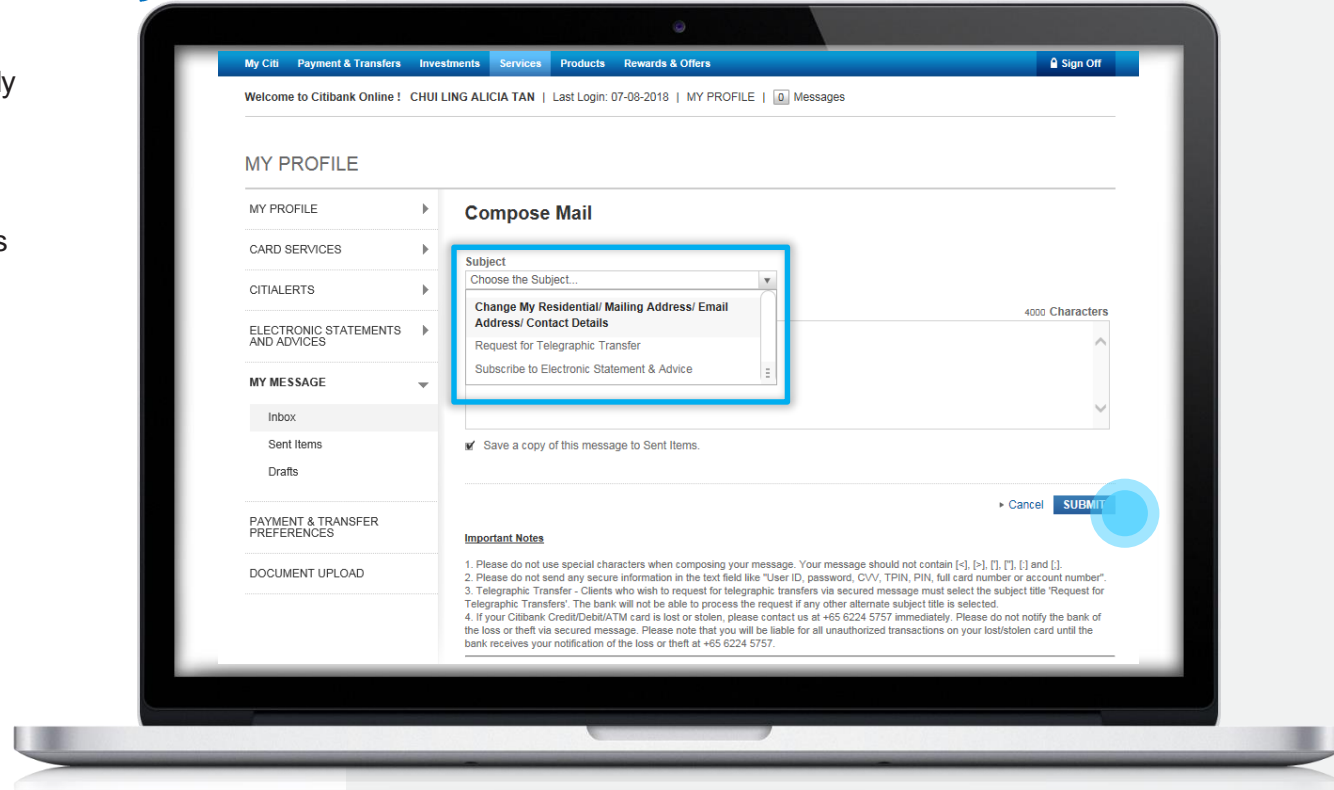 ly
s
My Citi Payment & Transfers Investments Services Products Rewards & Offers Sign Off
Welcome to Citibank Online ! CHUI LING ALICIA TAN | Last Login: 07-08-2018 | MY PROFILE | 0 Messages
MY PROFILE
MY PROFILE
CARD SERVICES
CITIALERTS
ELECTRONIC STATEMENTS
AND ADVICES
MY MESSAGE
Inbox
Sent Items
Drafts
PAYMENT & TRANSFER
PREFERENCES
DOCUMENT UPLOAD
Compose Mail
Subject
Choose the Subject...
Change My Residential/ Mailing Address/ Email
Address/ Contact Details
Request for Telegraphic Transfer
Subscribe to Electronic Statement & Advice
4000 Characters
Save a copy of this message to Sent Items.
Cancel SUBMIT
Important Notes
1. Please do not use special characters when composing your message. Your message should not contain [<], [>], ['], ["], [:] and [;].
2. Please do not send any secure information in the text field like "User ID, password, CVV, TPIN, PIN, full card number or account number".
3. Telegraphic Transfer - Clients who wish to request for telegraphic transfers via secured message must select the subject title 'Request for
Telegraphic Transfers'. The bank will not be able to process the request if any other alternate subject title is selected.
4. If your Citibank Credit/Debit/ATM card is lost or stolen, please contact us at +65 6224 5757 immediately. Please do not notify the bank of
the loss or theft via secured message. Please note that you will be liable for all unauthorized transactions on your lost/stolen card until the
bank receives your notification of the loss or theft at +65 6224 5757.